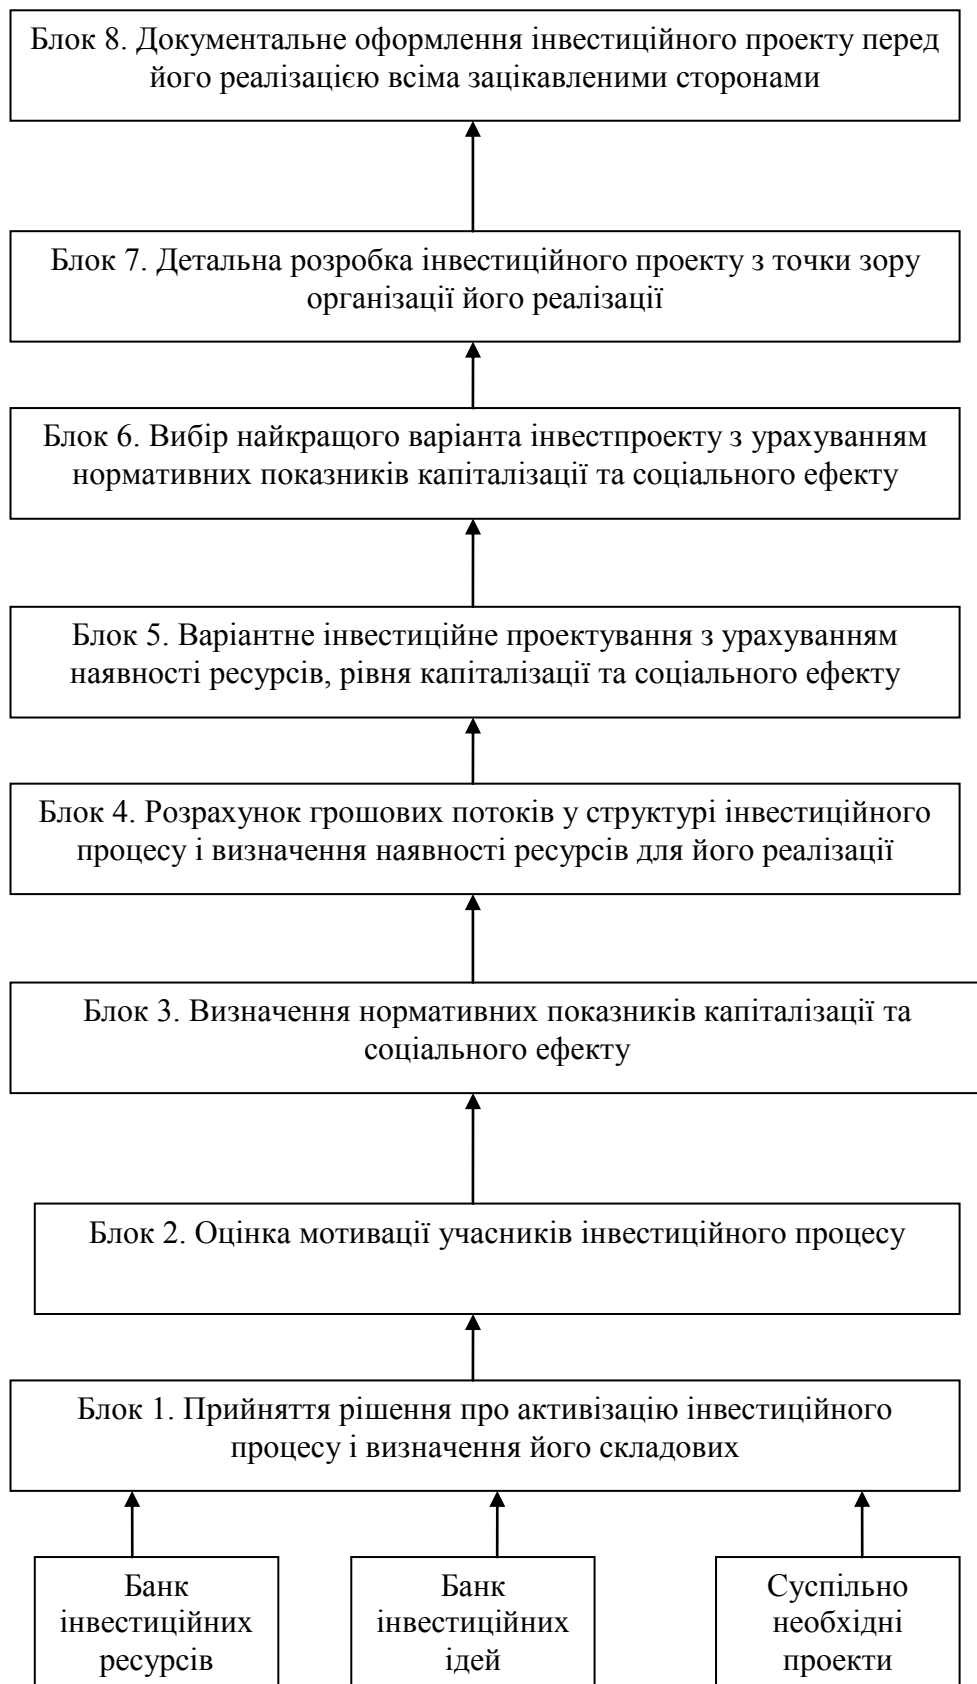 Блок 8. Документальне оформлення інвестиційного проекту перед
його реалізацією всіма зацікавленими сторонами
Блок 7. Детальна розробка інвестиційного проекту з точки зору
організації його реалізації
Блок 6. Вибір найкращого варіанта інвестпроекту з урахуванням
нормативних показників капіталізації та соціального ефекту
Блок 5. Варіантне інвестиційне проектування з урахуванням
наявності ресурсів, рівня капіталізації та соціального ефекту
Блок 4. Розрахунок грошових потоків у структурі інвестиційного
процесу і визначення наявності ресурсів для його реалізації
Блок 3. Визначення нормативних показників капіталізації та
соціального ефекту
Блок 2. Оцінка мотивації учасників інвестиційного процесу
Блок 1. Прийняття рішення про активізацію інвестиційного
процесу і визначення його складових
Банк
інвестиційних
ресурсів
Банк
інвестиційних
ідей
Суспільно
необхідні
проекти